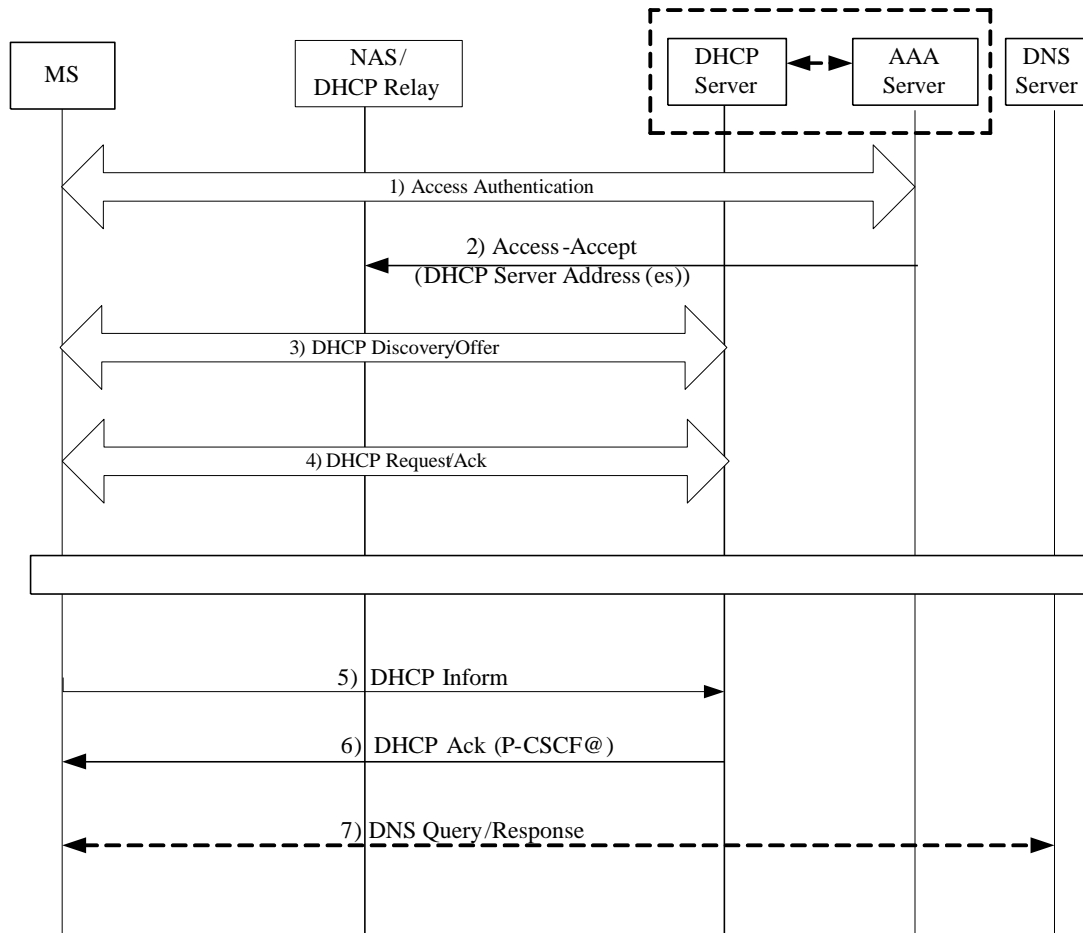 MS
NAS/
DHCP Relay
DHCP
Server
AAA
Server
DNS
Server
1) Access Authentication
2) Access-Accept
(DHCP Server Address (es))
3) DHCP Discovery/Offer
4) DHCP Request/Ack
5) DHCP Inform
6) DHCP Ack (P-CSCF@)
7) DNS Query/Response